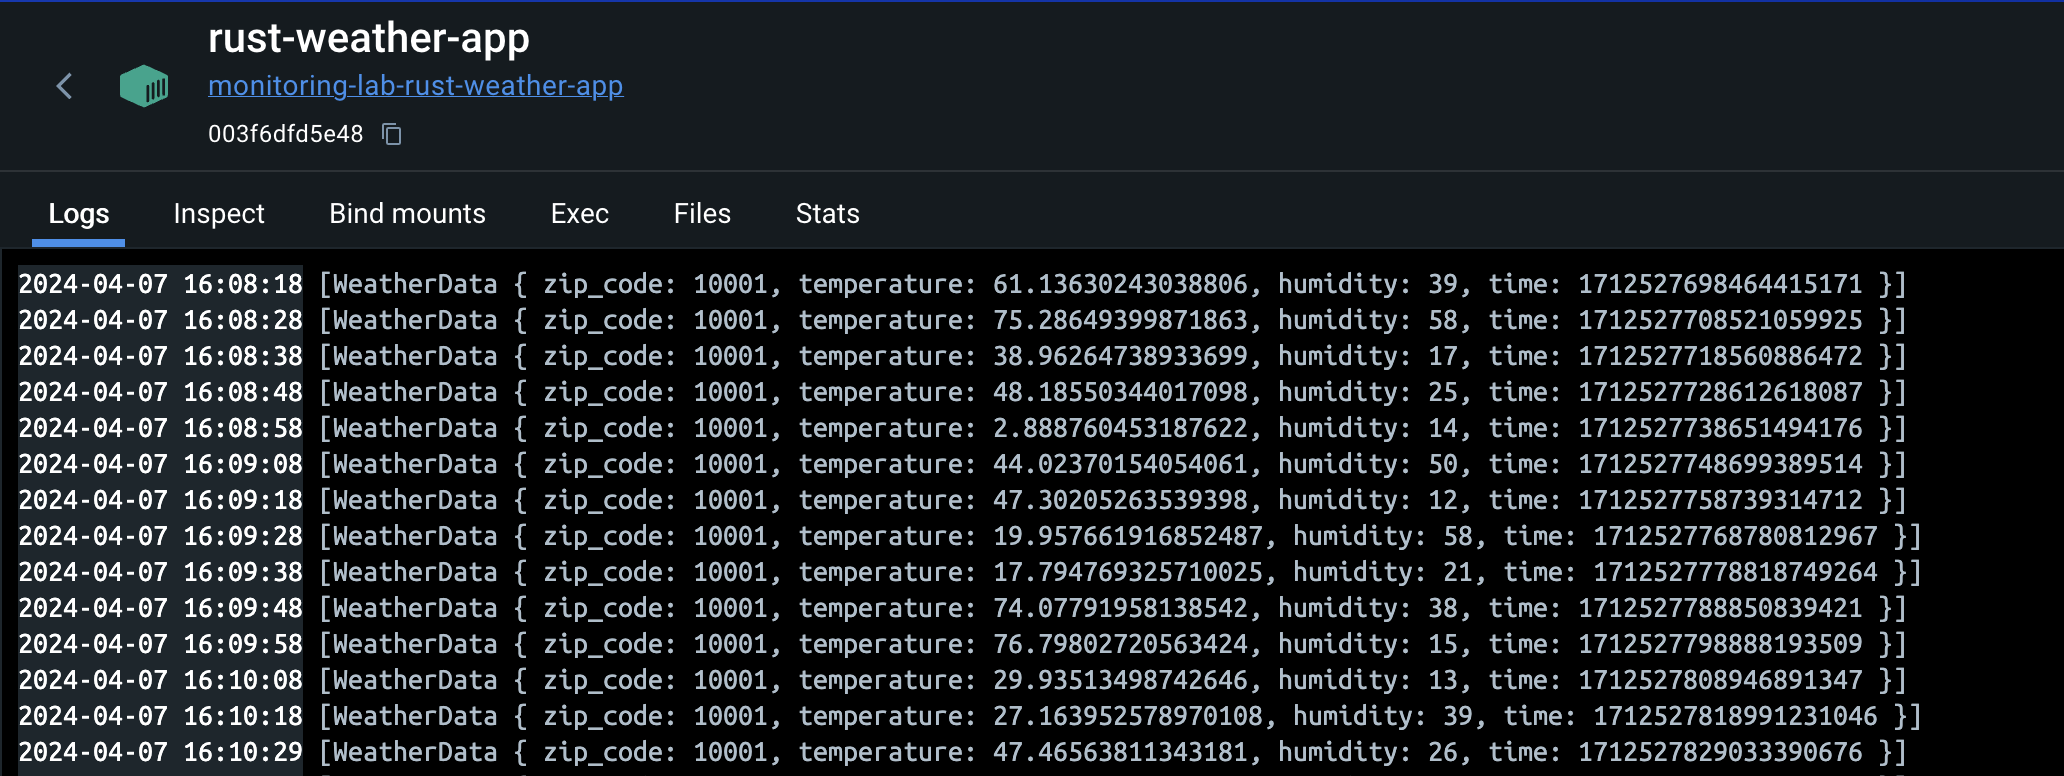 rust-weather-app
monitoring-lab-rust-weather-app
003f6dfd5e48
Logs Inspect Bind mounts Exec Files Stats
2024-04-07 16:08:18 [WeatherData { zip_code: 10001, temperature: 61.13630243038806, humidity: 39, time: 1712527698464415171 }]
2024-04-07 16:08:28 [WeatherData { zip_code: 10001, temperature: 75.28649399871863, humidity: 58, time: 1712527708521059925 }]
2024-04-07 16:08:38 [WeatherData { zip_code: 10001, temperature: 38.96264738933699, humidity: 17, time: 1712527718560886472 }]
2024-04-07 16:08:48 [WeatherData { zip_code: 10001, temperature: 48.18550344017098, humidity: 25, time: 1712527728612618087 }]
2024-04-07 16:08:58 [WeatherData { zip_code: 10001, temperature: 2.888760453187622, humidity: 14, time: 1712527738651494176 }]
2024-04-07 16:09:08 [WeatherData { zip_code: 10001, temperature: 44.02370154054061, humidity: 50, time: 1712527748699389514 }]
2024-04-07 16:09:18 [WeatherData { zip_code: 10001, temperature: 47.30205263539398, humidity: 12, time: 1712527758739314712 }]
2024-04-07 16:09:28 [WeatherData { zip_code: 10001, temperature: 19.957661916852487, humidity: 58, time: 1712527768780812967 }]
2024-04-07 16:09:38 [WeatherData { zip_code: 10001, temperature: 17.794769325710025, humidity: 21, time: 1712527778818749264 }]
2024-04-07 16:09:48 [WeatherData { zip_code: 10001, temperature: 74.07791958138542, humidity: 38, time: 1712527788850839421 }]
2024-04-07 16:09:58 [WeatherData { zip_code: 10001, temperature: 76.79802720563424, humidity: 15, time: 1712527798888193509 }]
2024-04-07 16:10:08 [WeatherData { zip_code: 10001, temperature: 29.93513498742646, humidity: 13, time: 1712527808946891347 }]
2024-04-07 16:10:18 [WeatherData { zip_code: 10001, temperature: 27.163952578970108, humidity: 39, time: 1712527818991231046 }]
2024-04-07 16:10:29 [WeatherData { zip_code: 10001, temperature: 47.46563811343181, humidity: 26, time: 1712527829033390676 }]